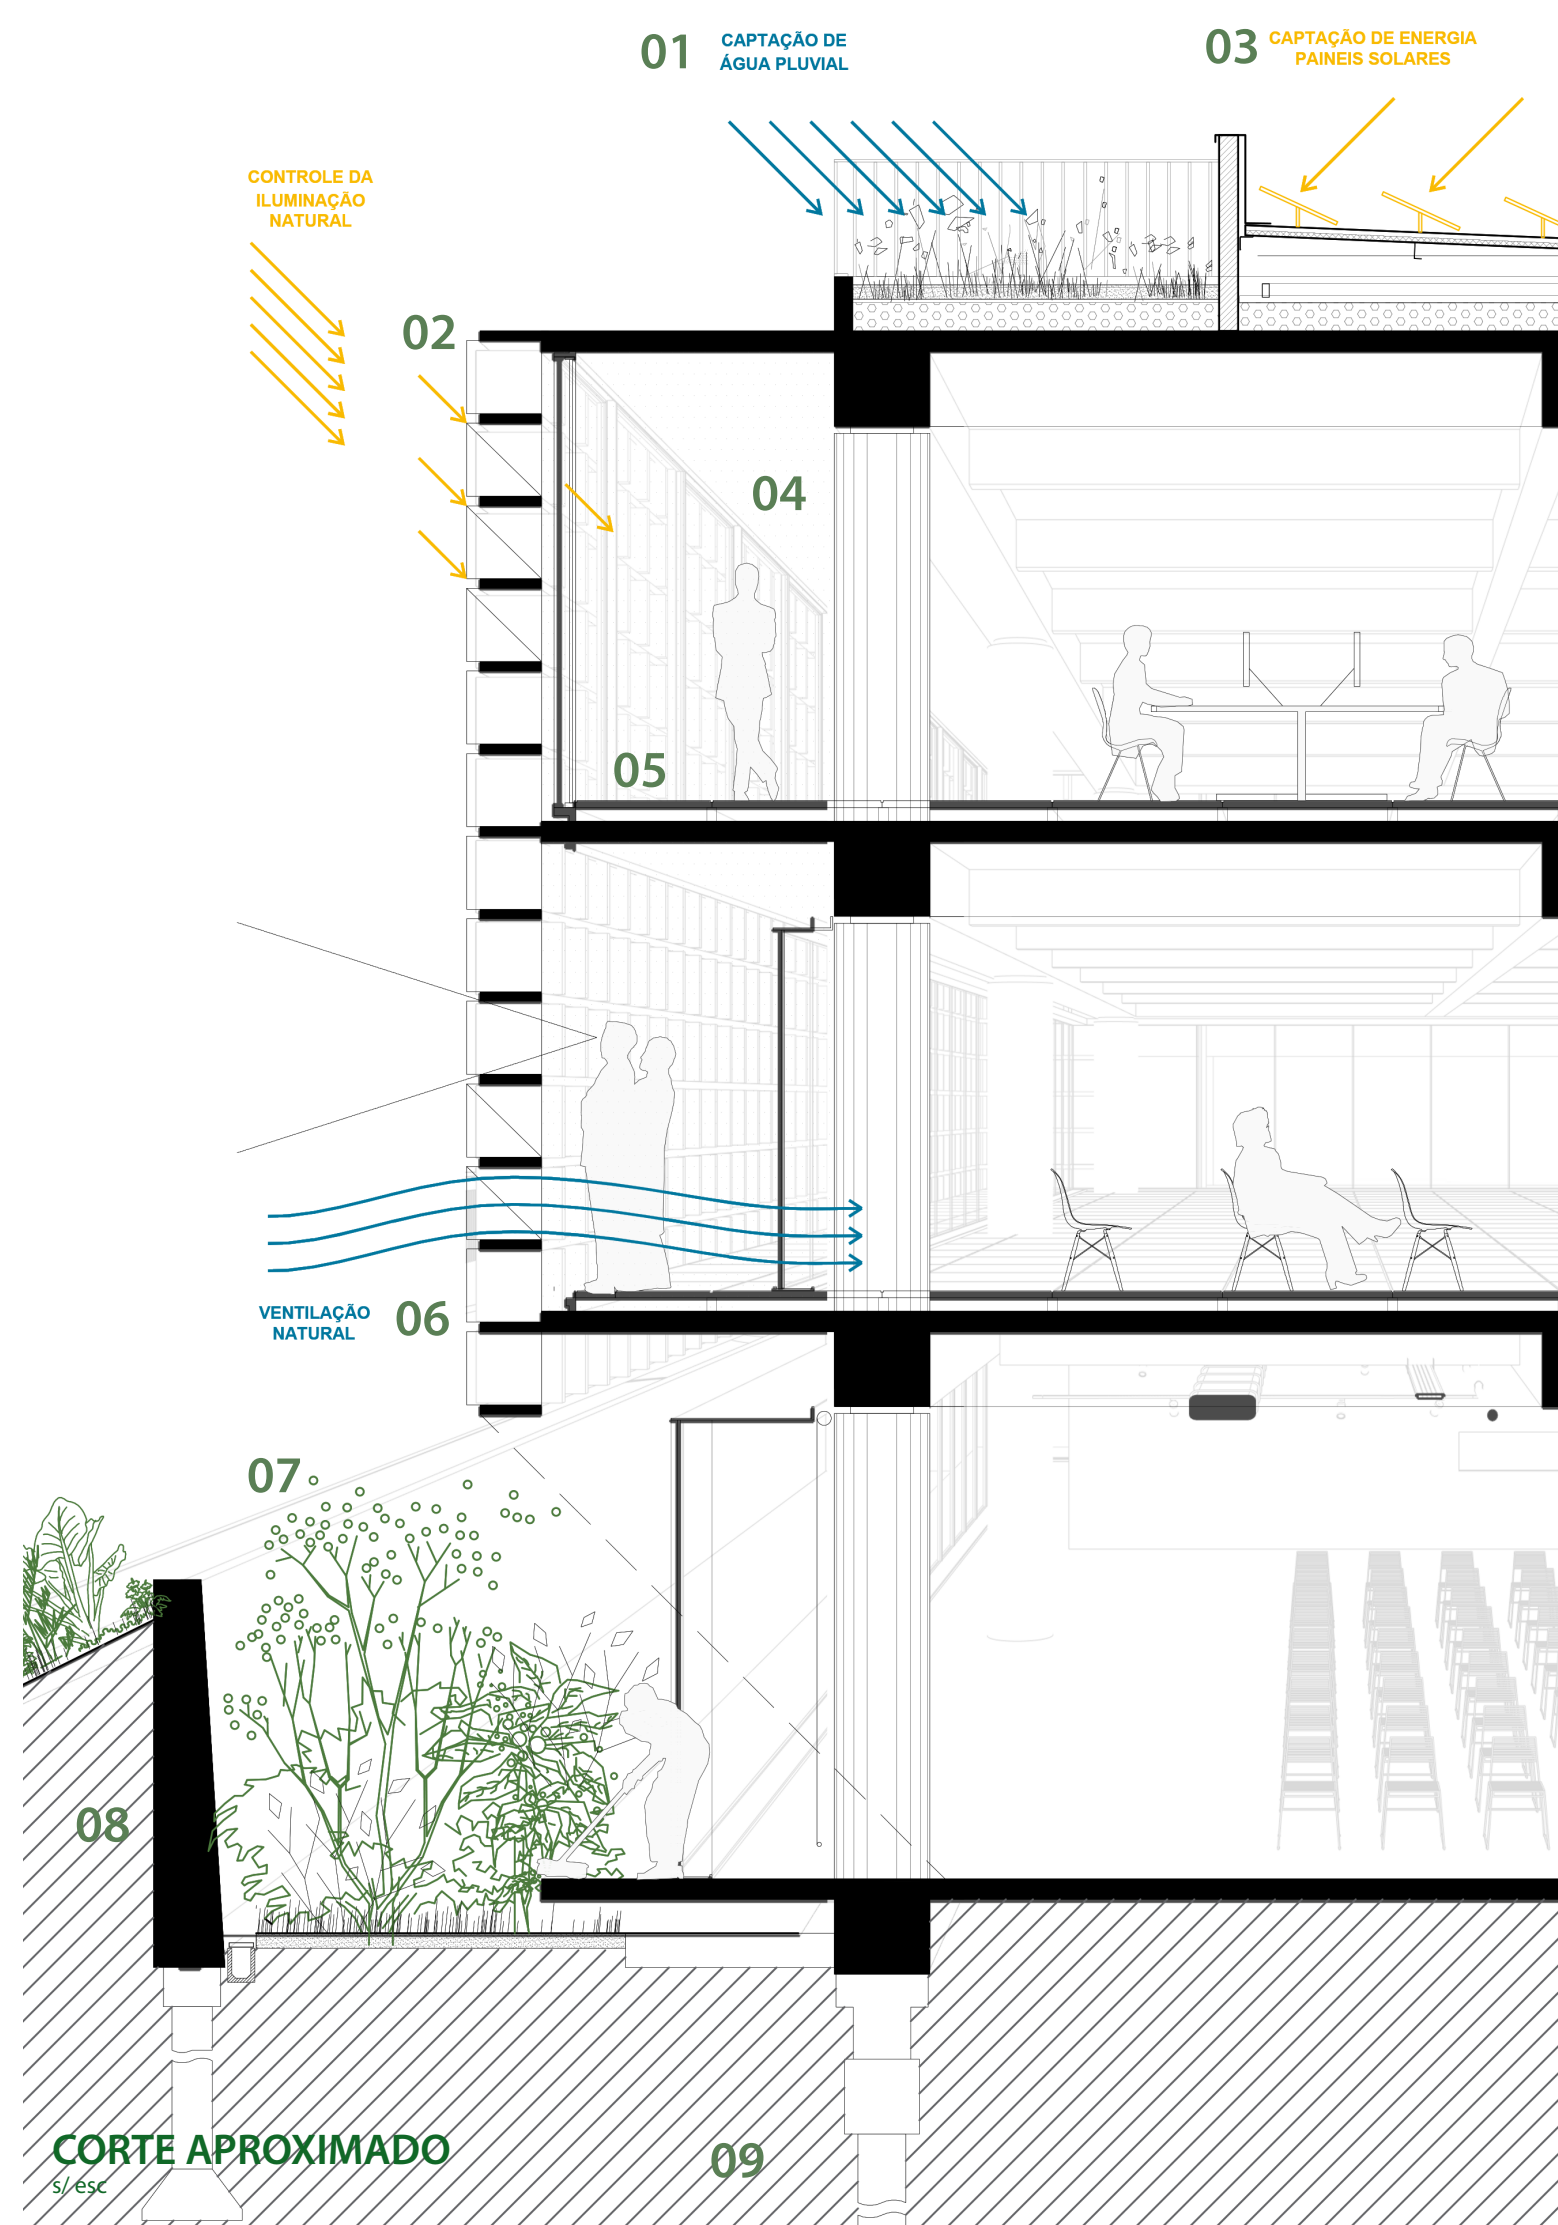 01
CAPTAÇÃO DE
ÁGUA PLUVIAL
03
CAPTAÇÃO DE ENERGIA
PAINEIS SOLARES
CONTROLE DA
ILUMINAÇÃO
NATURAL
02
04
05
VENTILAÇÃO
NATURAL
06
07
08
CORTE APROXIMADO
s/ esc
09